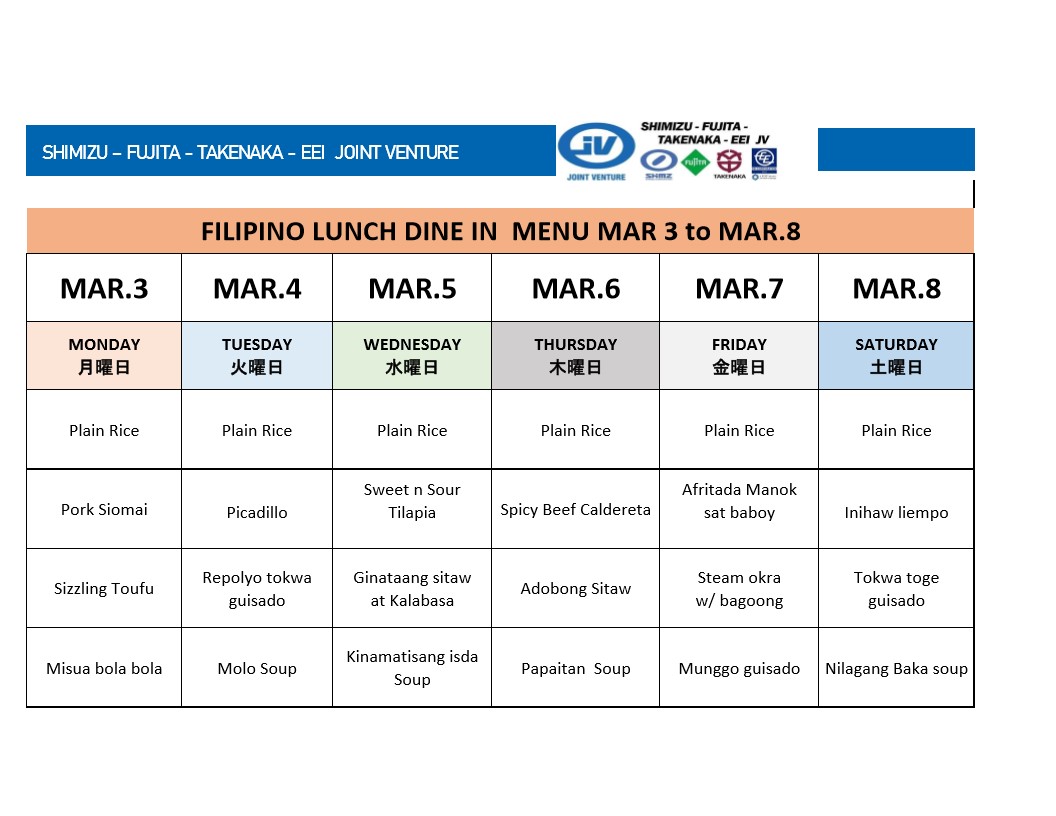 SHIMIZU – FUJITA - TAKENAKA - EEI JOINT VENTURE
JV
JOINT VENTURE
SHIMIZU - FUJITA -
TAKENAKA - EEI JV
SHMZ
FUJITA
TAKENAKA
FILIPINO LUNCH DINE IN MENU MAR 3 to MAR.8
MAR.3 MAR.4 MAR.5 MAR.6 MAR.7 MAR.8
MONDAY TUESDAY WEDNESDAY THURSDAY FRIDAY SATURDAY
月曜日 火曜日 水曜日 木曜日 金曜日 土曜日
Plain Rice Plain Rice Plain Rice Plain Rice Plain Rice Plain Rice
Pork Siomai
Picadillo
Sweet n Sour
Tilapia
Spicy Beef Caldereta
Afritada Manok
sat baboy
Inihaw liempo
Sizzling Toufu
Repolyo tokwa
guisado
Ginataang sitaw
at Kalabasa
Adobong Sitaw
Steam okra
w/ bagoong
Tokwa toge
guisado
Misua bola bola
Molo Soup
Kinamatisang isda
Soup
Papaitan Soup
Munggo guisado
Nilagang Baka soup